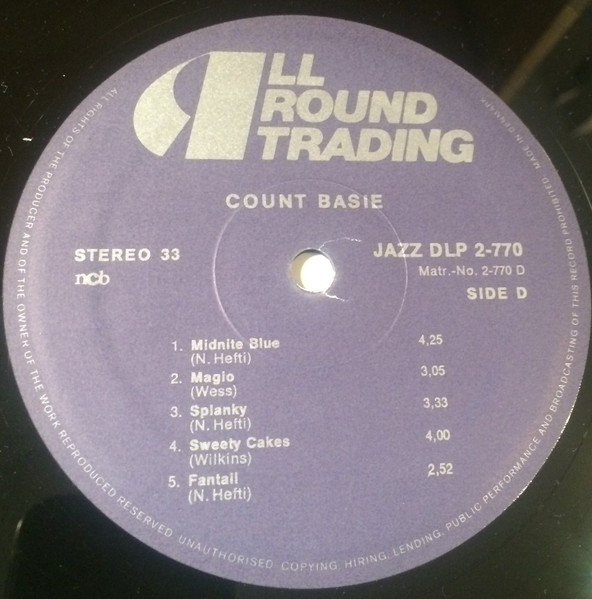 ALL
ROUND
TRADING
COUNT BASIE
STEREO 33
ncb
JAZZ DLP 2-770
Matr.-No. 2-770 D
SIDE D
1. Midnite Blue 4,25
(N. Hefti)
2. Magio 3,05
(Wess)
3. Splanky 3,33
(N. Hefti)
4. Sweety Cakes 4,00
(Wilkins)
5. Fantail 2,52
(N. Hefti)
ALL RIGHTS OF THE PRODUCER AND OF THE OWNER OF THE WORK REPRODUCED RESERVED. UNAUTHORISED COPYING, HIRING, LENDING, PUBLIC PERFORMANCE AND BROADCASTING OF THIS RECORD PROHIBITED. MADE IN DENMARK